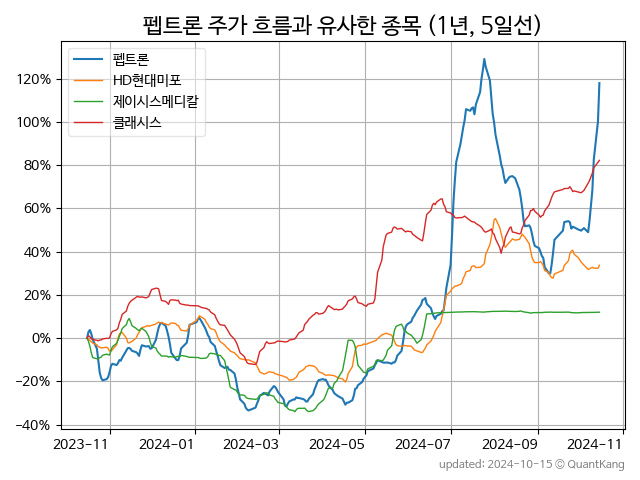 펩트론 주가 흐름과 유사한 종목 (1년, 5일선)
펩트론
HD현대미포
제이시스메디칼
클래시스
120%
100%
80%
60%
40%
20%
0%
−20%
−40%
2023−11
2024−01
2024−03
2024−05
2024−07
2024−09
2024−11
updated: 2024-10-15 © QuantKang